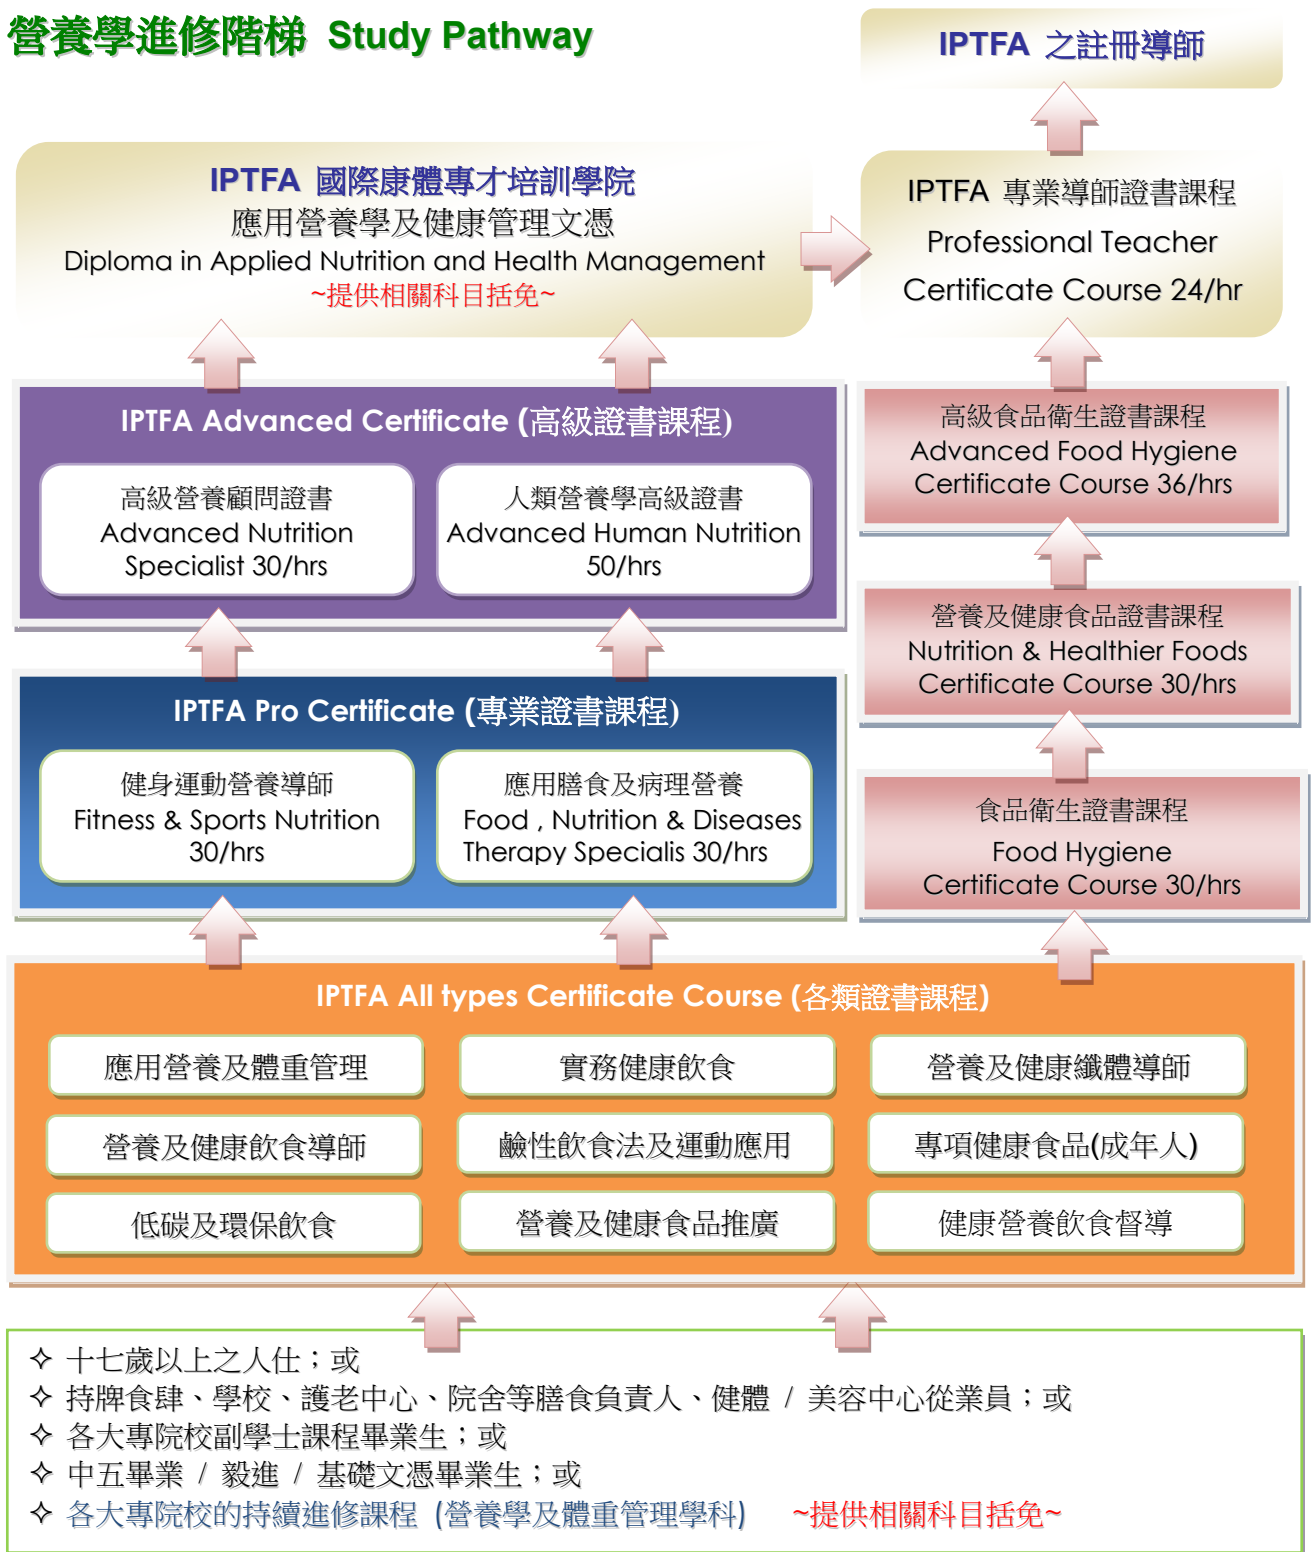 營養學進修階梯 Study Pathway
IPTFA 之註冊導師
IPTFA 國際康體專才培訓學院
應用營養學及健康管理文憑
Diploma in Applied Nutrition and Health Management
~提供相關科目括免~
IPTFA 專業導師證書課程
Professional Teacher
Certificate Course 24/hr
IPTFA Advanced Certificate (高級證書課程)
高級營養顧問證書
Advanced Nutrition
Specialist 30/hrs
人類營養學高級證書
Advanced Human Nutrition
50/hrs
高級食品衛生證書課程
Advanced Food Hygiene
Certificate Course 36/hrs
營養及健康食品證書課程
Nutrition & Healthier Foods
Certificate Course 30/hrs
IPTFA Pro Certificate (專業證書課程)
健身運動營養導師
Fitness & Sports Nutrition
30/hrs
應用膳食及病理營養
Food , Nutrition & Diseases
Therapy Specialis 30/hrs
食品衛生證書課程
Food Hygiene
Certificate Course 30/hrs
IPTFA All types Certificate Course (各類證書課程)
應用營養及體重管理
實務健康飲食
營養及健康纖體導師
營養及健康飲食導師
鹼性飲食法及運動應用
專項健康食品(成年人)
低碳及環保飲食
營養及健康食品推廣
健康營養飲食督導
✧ 十七歲以上之人仕；或
✧ 持牌食肆、學校、護老中心、院舍等膳食負責人、健體 / 美容中心從業員；或
✧ 各大專院校副學士課程畢業生；或
✧ 中五畢業 / 毅進 / 基礎文憑畢業生；或
✧ 各大專院校的持續進修課程 (營養學及體重管理學科) ~提供相關科目括免~